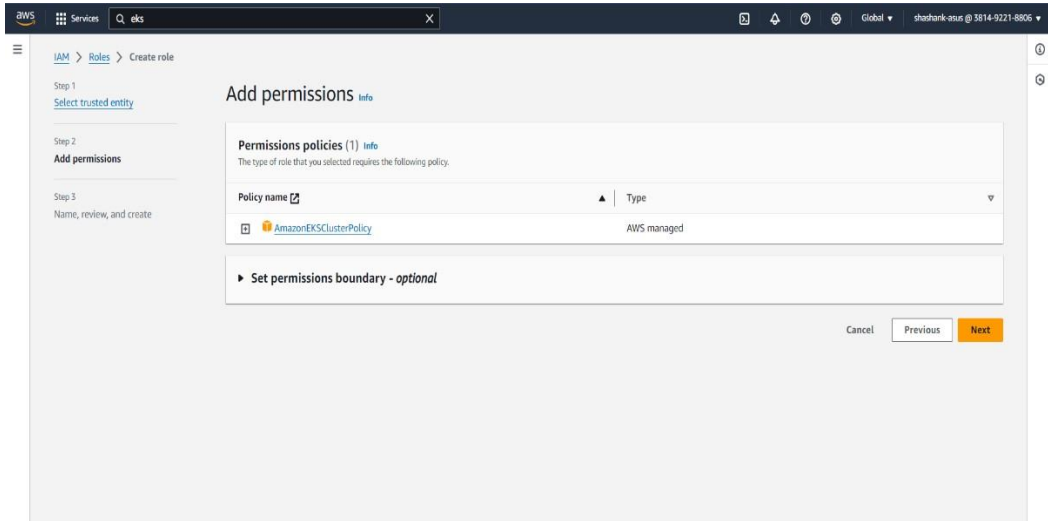 aws Services eks X Global shashank-asus @ 3814-9221-8806
IAM > Roles > Create role
Step 1
Select trusted entity
Step 2
Add permissions
Step 3
Name, review, and create
Add permissions Info
Permissions policies (1) Info
The type of role that you selected requires the following policy.
Policy name Type
AmazonEKSClusterPolicy AWS managed
Set permissions boundary - optional
Cancel Previous Next